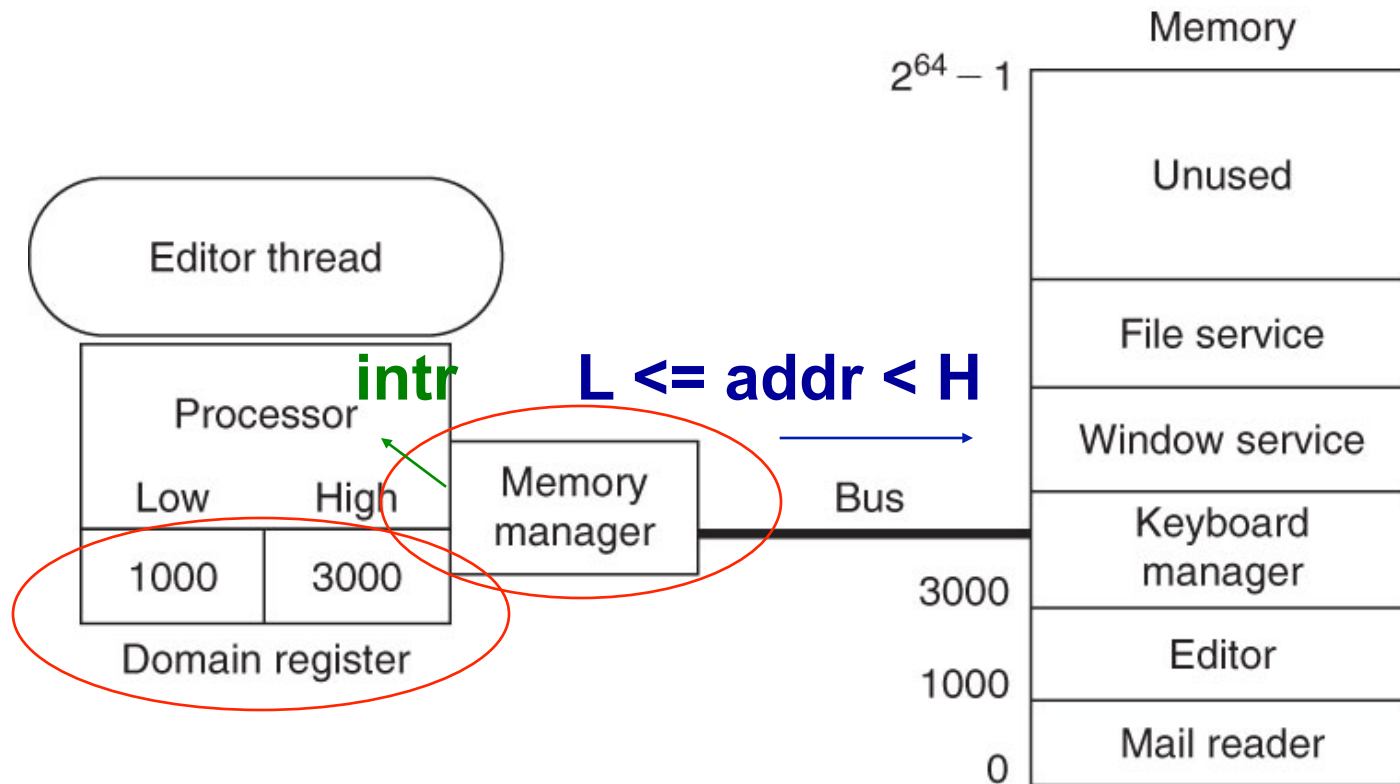 Memory
2^64 – 1
Unused
Editor thread
File service
intr
L <= addr < H
Processor
Window service
Low
High
Memory
manager
Bus
Keyboard
manager
1000
3000
3000
Domain register
Editor
1000
Mail reader
0